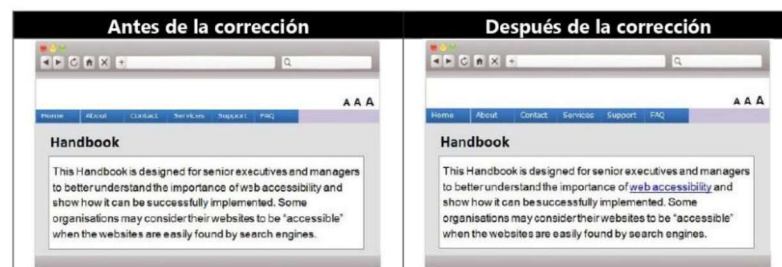 Antes de la corrección
Después de la corrección
A A A
Home About Contact Services Support FAQ
Handbook
This Handbook is designed for senior executives and managers
to better understand the importance of web accessibility and
show how it can be successfully implemented. Some
organisations may consider their websites to be "accessible"
when the websites are easily found by search engines.
A A A
Home About Contact Services Support FAQ
Handbook
This Handbook is designed for senior executives and managers
to better understand the importance of web accessibility and
show how it can be successfully implemented. Some
organisations may consider their websites to be "accessible"
when the websites are easily found by search engines.